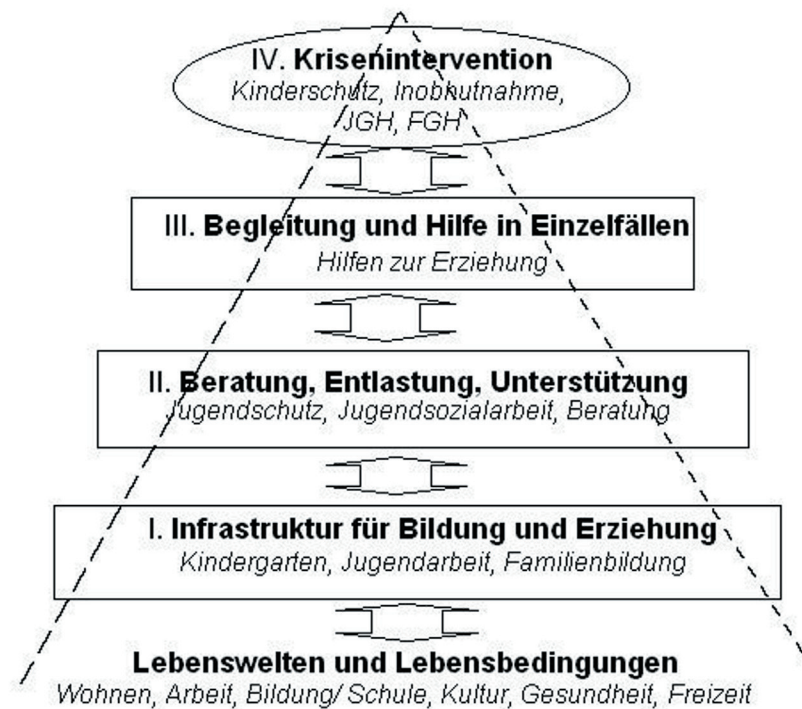 IV. Krisenintervention
Kinderschutz, Inobhutnahme,
JGH, FGH
III. Begleitung und Hilfe in Einzelfällen
Hilfen zur Erziehung
II. Beratung, Entlastung, Unterstützung
Jugendschutz, Jugendsozialarbeit, Beratung
I. Infrastruktur für Bildung und Erziehung
Kindergarten, Jugendarbeit, Familienbildung
Lebenswelten und Lebensbedingungen
Wohnen, Arbeit, Bildung/ Schule, Kultur, Gesundheit, Freizeit